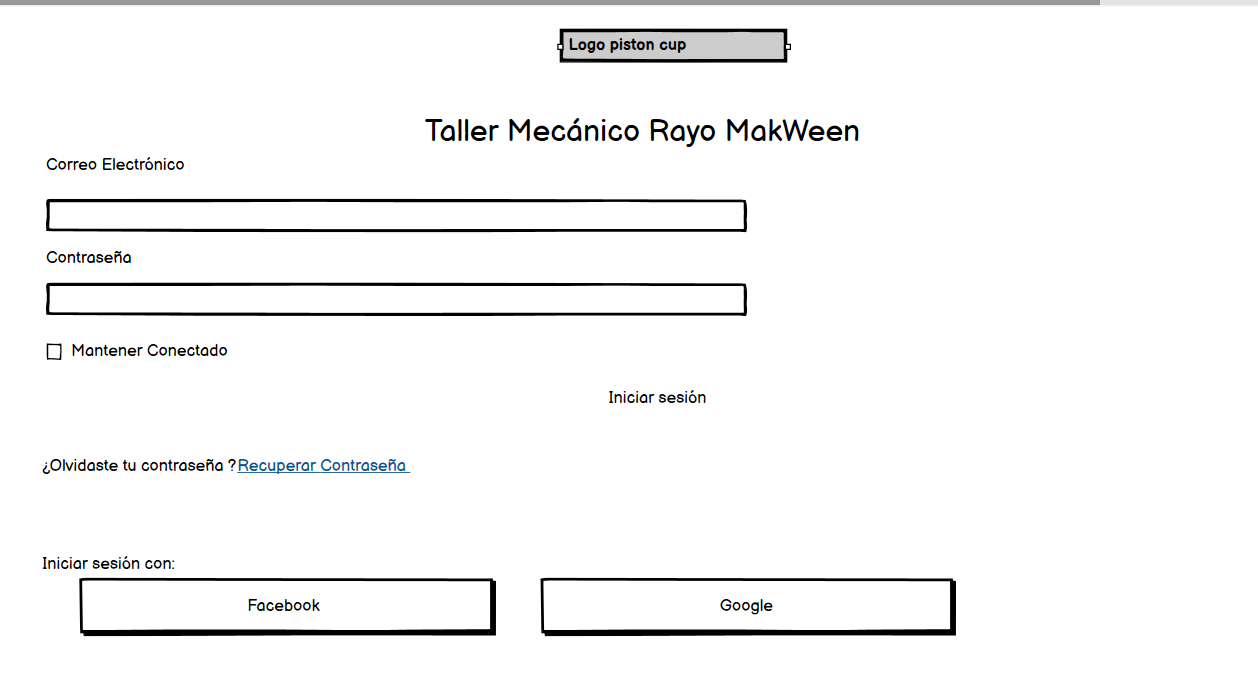 Logo piston cup
Taller Mecánico Rayo MakWeen
Correo Electrónico
Contraseña
Mantener Conectado
Iniciar sesión
¿Olvidaste tu contraseña ?Recuperar Contraseña
Iniciar sesión con:
Facebook
Google